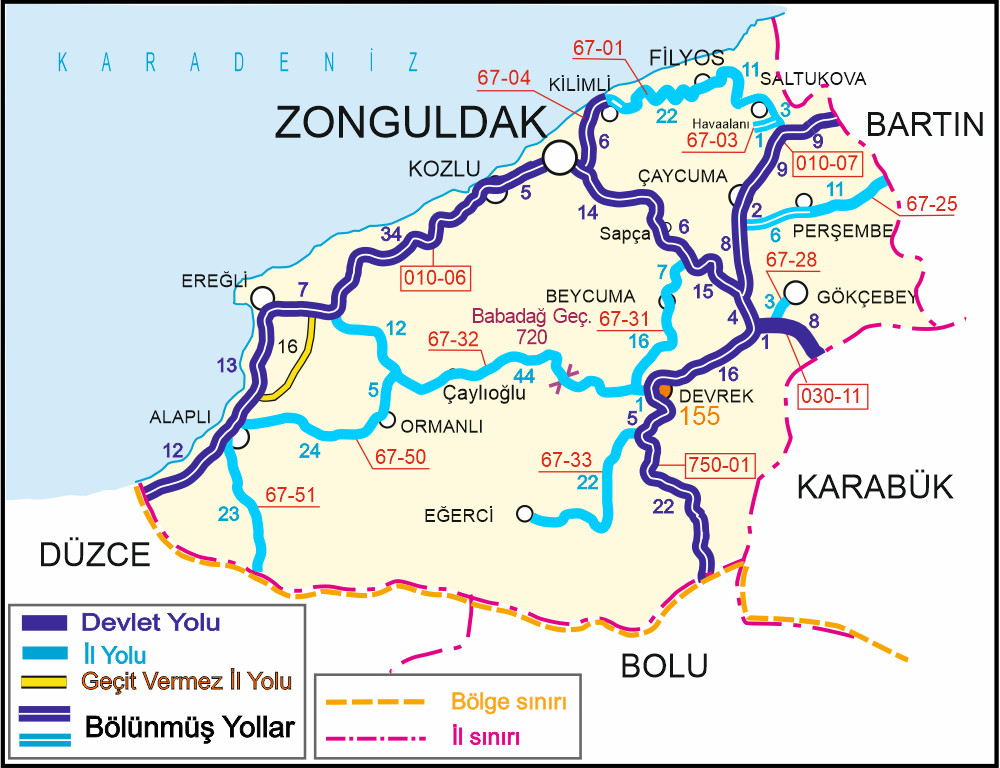 67-01
FİLYOS
11
SALTUKOVA
K A R A D E N İ Z
67-04
KİLİMLİ
22
3
Havaalanı
67-03
1
ZONGULDAK
BARTIN
6
9
9
010-07
KOZLU
5
ÇAYCUMA
11
67-25
14
2
34
Sapça
6
8
6
PERŞEMBE
010-06
67-28
7
EREĞLİ
7
15
BEYCUMA
3
GÖKÇEBEY
Babadağ Geç.
720
67-31
4
8
12
16
16
67-32
1
13
44
16
5
Çaylıoğlu
1
DEVREK
030-11
155
ALAPLI
ORMANLI
5
12
24
67-50
67-33
750-01
22
67-51
22
KARABÜK
23
EĞERCİ
DÜZCE
BOLU
Devlet Yolu
İl Yolu
Geçit Vermez İl Yolu
Bölünmüş Yollar
Bölge sınırı
İl sınırı